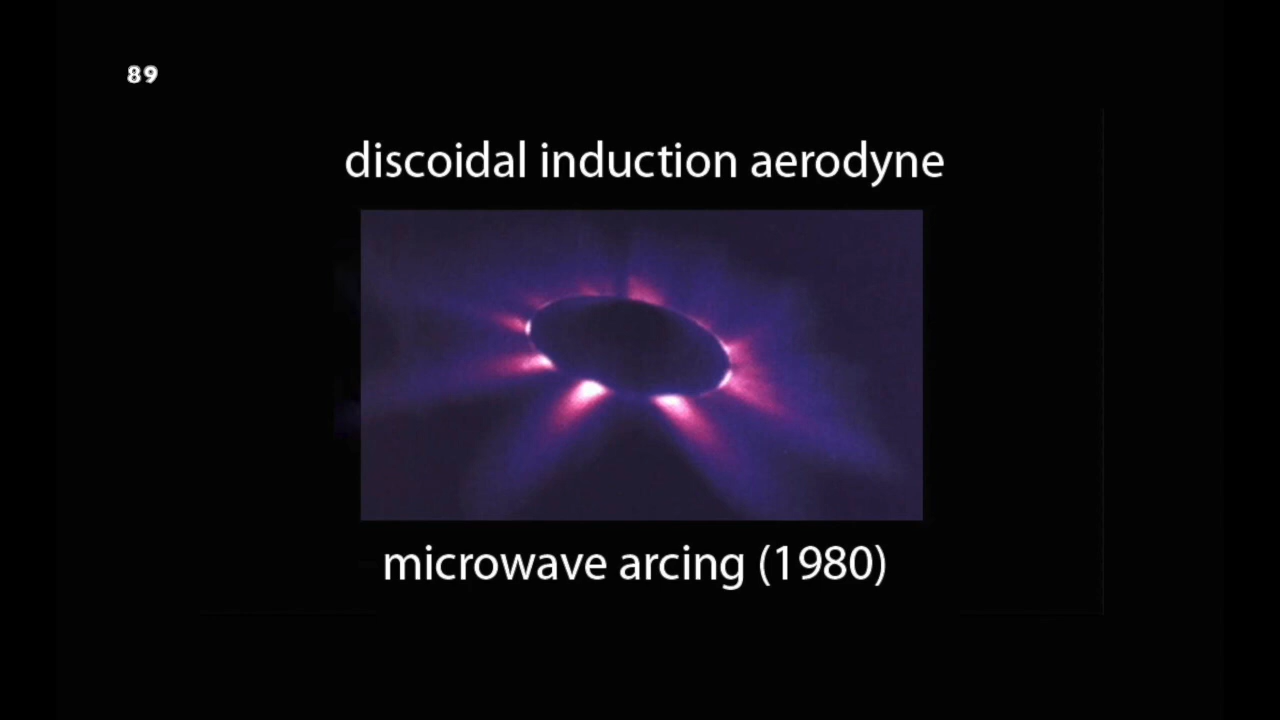 89
discoidal induction aerodyne
microwave arcing (1980)